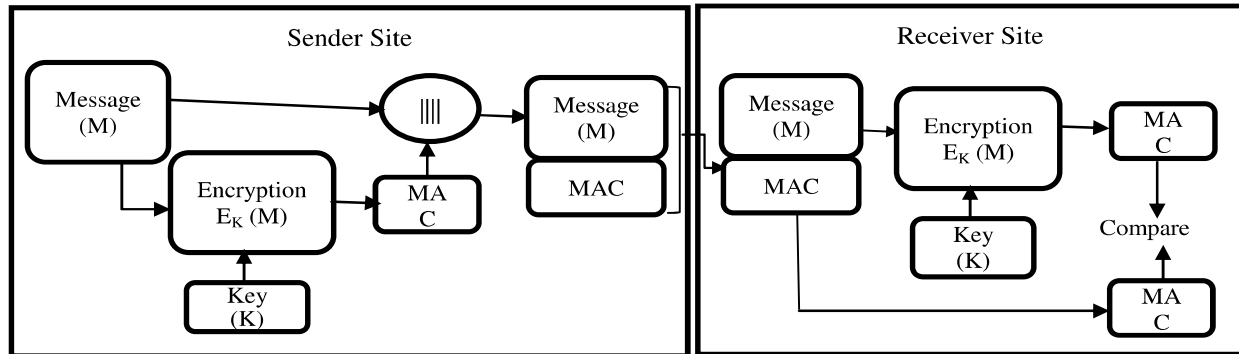 Sender Site
Message
(M)
||||
Encryption
E_K (M)
MA
C
Key
(K)
Message
(M)
MAC
Receiver Site
Message
(M)
MAC
Encryption
E_K (M)
Key
(K)
MA
C
Compare
MA
C